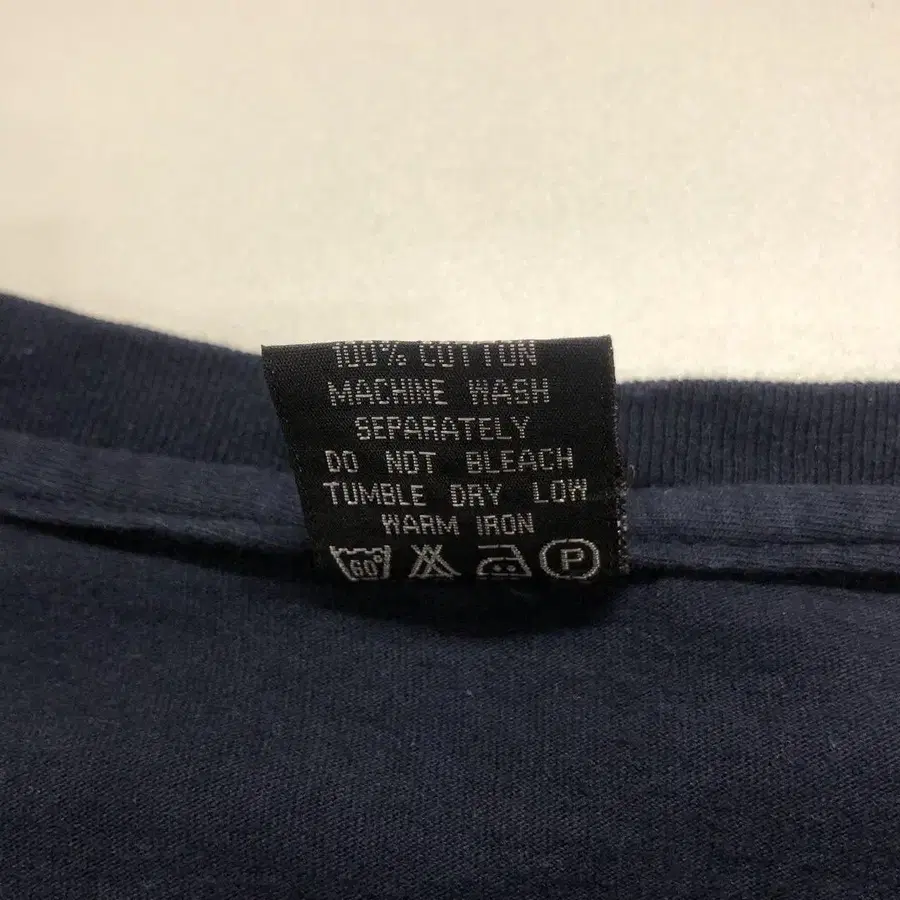 100% COTTON
MACHINE WASH
SEPARATELY
DO NOT BLEACH
TUMBLE DRY LOW
WARM IRON
60° P